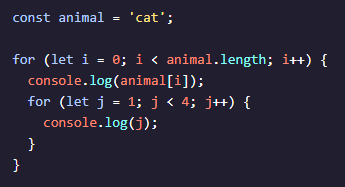 const animal = 'cat';

for (let i = 0; i < animal.length; i++) {
  console.log(animal[i]);
  for (let j = 1; j < 4; j++) {
    console.log(j);
  }
}